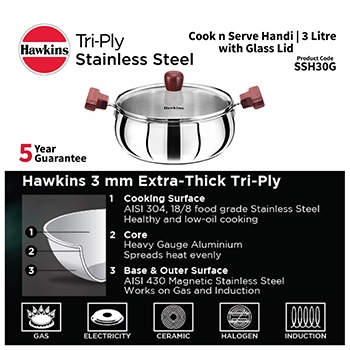 Hawkins
Tri-Ply
Stainless Steel
Cook n Serve Handi | 3 Litre
with Glass Lid
Product Code
SSH30G
Hawkins
5 Year
Guarantee
Hawkins 3 mm Extra-Thick Tri-Ply
1 Cooking Surface
AISI 304, 18/8 food grade Stainless Steel
Healthy and low-oil cooking
2 Core
Heavy Gauge Aluminium
Spreads heat evenly
3 Base & Outer Surface
AISI 430 Magnetic Stainless Steel
Works on Gas and Induction
1
2
3
GAS
ELECTRICITY
CERAMIC
HALOGEN
INDUCTION